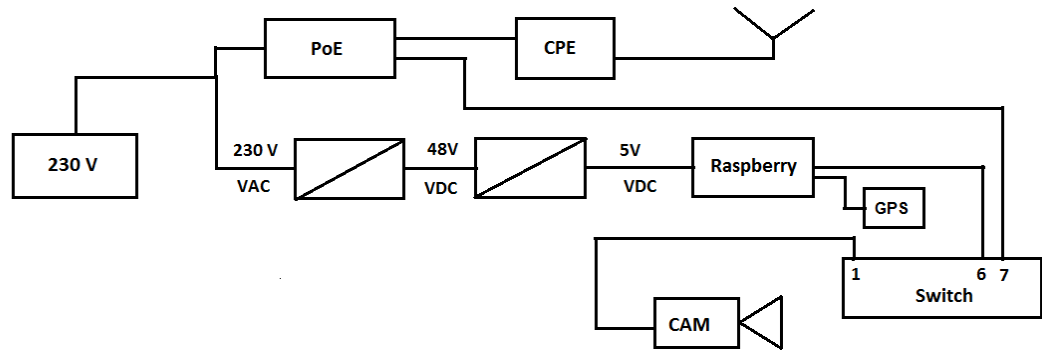 PoE
CPE
230 V
230 V
VAC
48V
VDC
5V
VDC
Raspberry
GPS
1
6
7
Switch
CAM